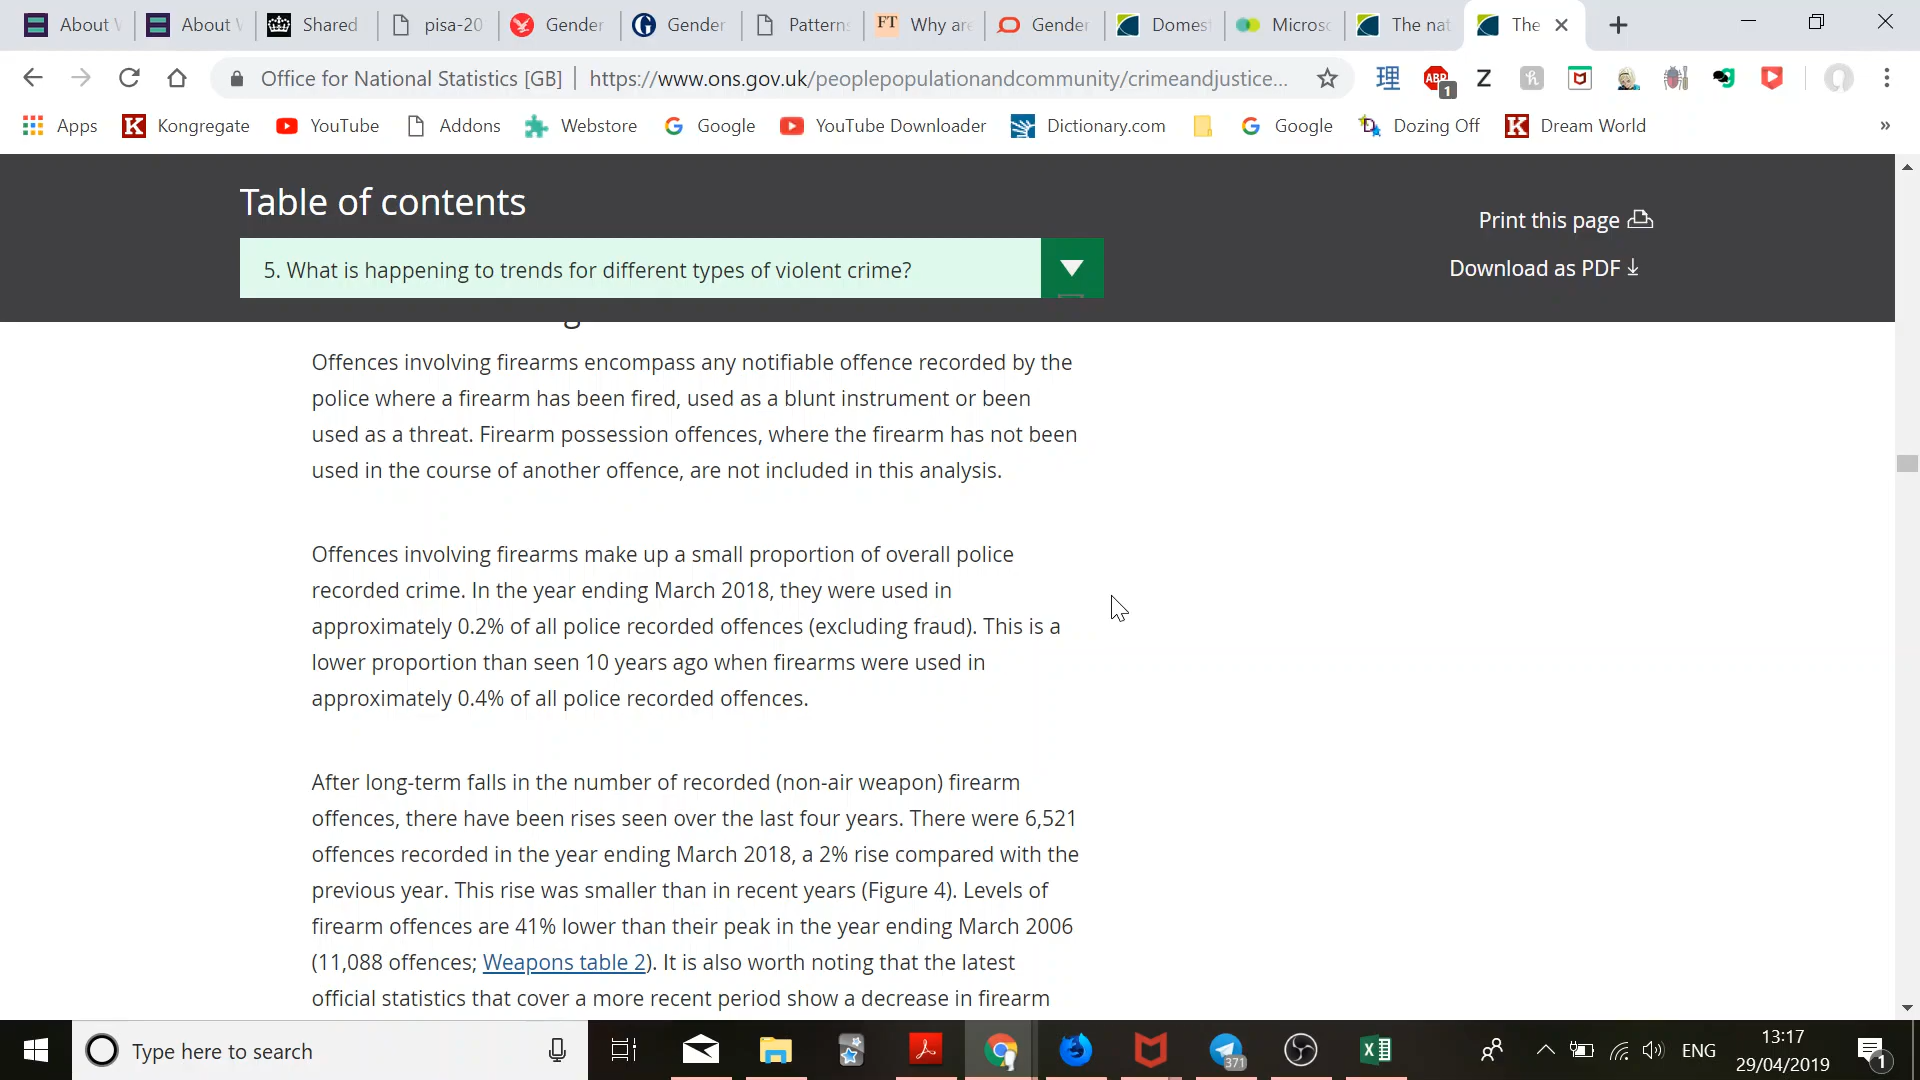 About
About
Shared
pisa-20
Gender
Gender
Pattern
FT Why are
Gender
Domes
Microso
The nat
The
Office for National Statistics [GB] | https://www.ons.gov.uk/peoplepopulationandcommunity/crimeandjustice...
ABP 1
Apps
Kongregate
YouTube
Addons
Webstore
Google
YouTube Downloader
Dictionary.com
Google
Dozing Off
Dream World
»
Table of contents
Print this page
5. What is happening to trends for different types of violent crime?
Download as PDF
Offences involving firearms encompass any notifiable offence recorded by the
police where a firearm has been fired, used as a blunt instrument or been
used as a threat. Firearm possession offences, where the firearm has not been
used in the course of another offence, are not included in this analysis.
Offences involving firearms make up a small proportion of overall police
recorded crime. In the year ending March 2018, they were used in
approximately 0.2% of all police recorded offences (excluding fraud). This is a
lower proportion than seen 10 years ago when firearms were used in
approximately 0.4% of all police recorded offences.
After long-term falls in the number of recorded (non-air weapon) firearm
offences, there have been rises seen over the last four years. There were 6,521
offences recorded in the year ending March 2018, a 2% rise compared with the
previous year. This rise was smaller than in recent years (Figure 4). Levels of
firearm offences are 41% lower than their peak in the year ending March 2006
(11,088 offences; Weapons table 2). It is also worth noting that the latest
official statistics that cover a more recent period show a decrease in firearm
Type here to search
371
ENG
13:17
29/04/2019
1